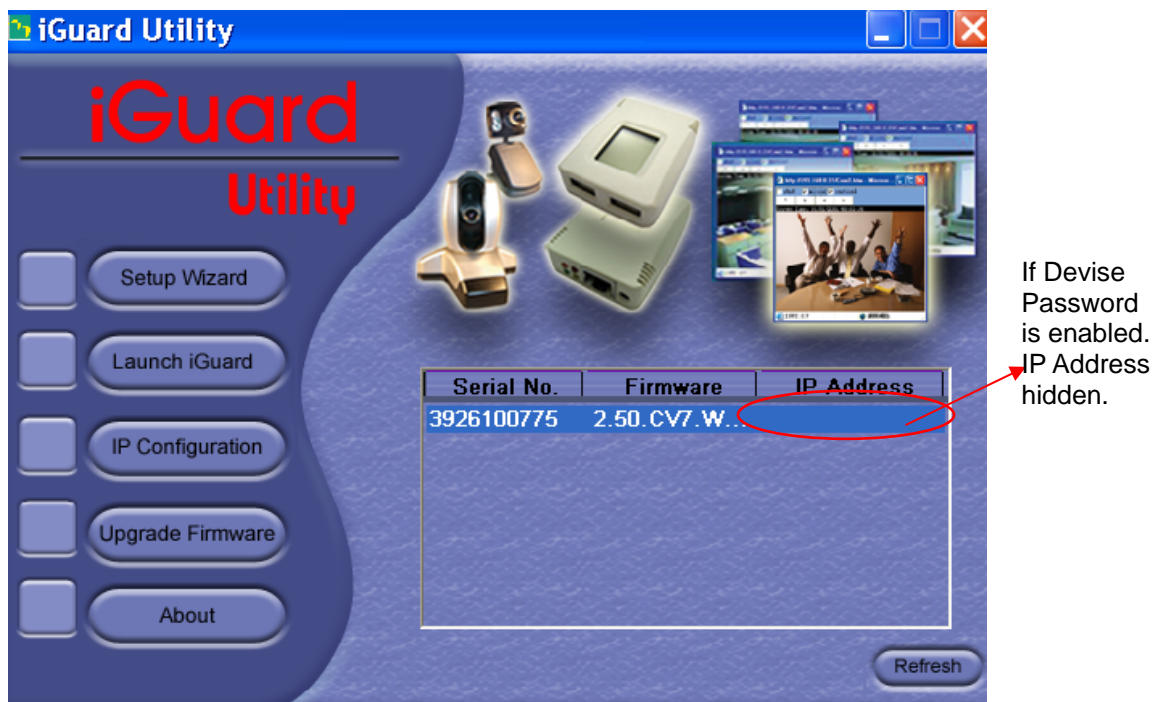 iGuard Utility
iGuard
Utility
Setup Wizard
Launch iGuard
IP Configuration
Upgrade Firmware
About
Serial No. Firmware IP Address
3926100775 2.50.CV7.W...
Refresh
If Devise
Password
is enabled.
IP Address
hidden.